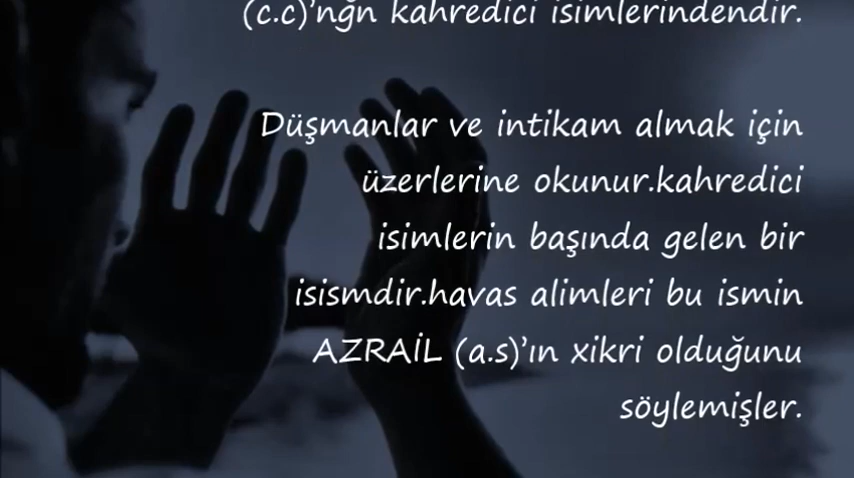 (c.c)'nğn kahredici isimlerindendir.
Düşmanlar ve intikam almak için
üzerlerine okunur.kahredici
isimlerin başında gelen bir
isismdir.havas alimleri bu ismin
AZRAİL (a.s)'ın xikri olduğunu
söylemişler.